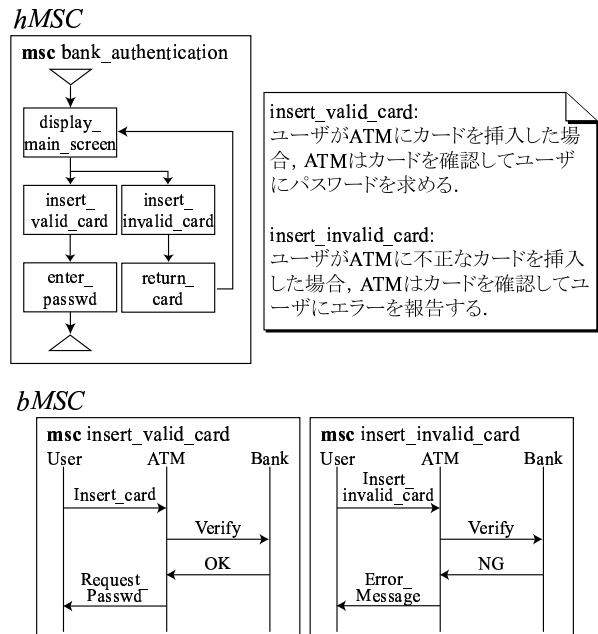 hMSC
msc bank_authentication
display_
main_screen
insert_
valid_card
insert_
invalid_card
enter_
passwd
return_
card
insert_valid_card:
ユーザがATMにカードを挿入した場
合, ATMはカードを確認してユーザ
にパスワードを求める.
insert_invalid_card:
ユーザがATMに不正なカードを挿入
した場合, ATMはカードを確認してユ
ーザにエラーを報告する.
bMSC
msc insert_valid_card
User ATM Bank
Insert_card
Verify
OK
Request_
Passwd
msc insert_invalid_card
User ATM Bank
Insert_
invalid_card
Verify
NG
Error_
Message